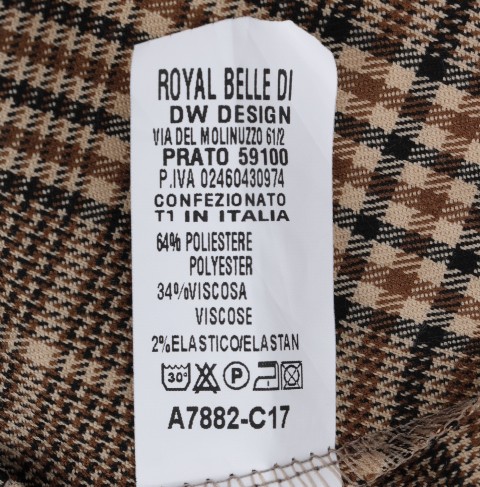 ROYAL BELLE DI
DW DESIGN
VIA DEL MOLINUZZO 61/2
PRATO 59100
P.IVA 02460430974
CONFEZIONATO
T1 IN ITALIA
64% POLIESTERE
POLYESTER
34%VISCOSA
VISCOSE
2%ELASTICO/ELASTAN
30° P
A7882-C17